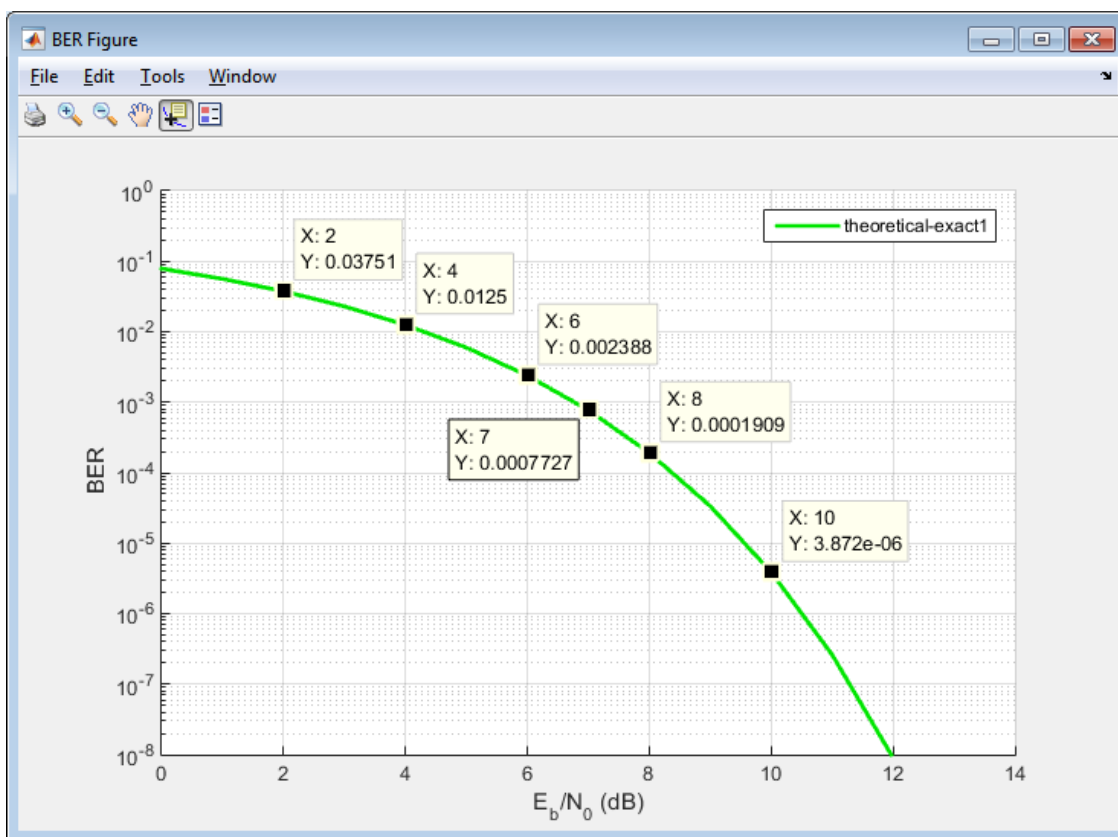 BER Figure
File Edit Tools Window
10^0
10^-1
10^-2
10^-3
10^-4
10^-5
10^-6
10^-7
10^-8
BER
theoretical-exact1
X: 2
Y: 0.03751
X: 4
Y: 0.0125
X: 6
Y: 0.002388
X: 7
Y: 0.0007727
X: 8
Y: 0.0001909
X: 10
Y: 3.872e-06
0 2 4 6 8 10 12 14
E_b/N_0 (dB)